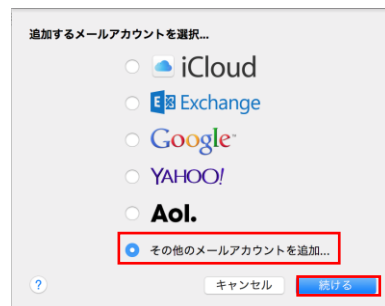 追加するメールアカウントを選択...
iCloud
Exchange
Google
YAHOO!
Aol.
その他のメールアカウントを追加...
? キャンセル 続ける